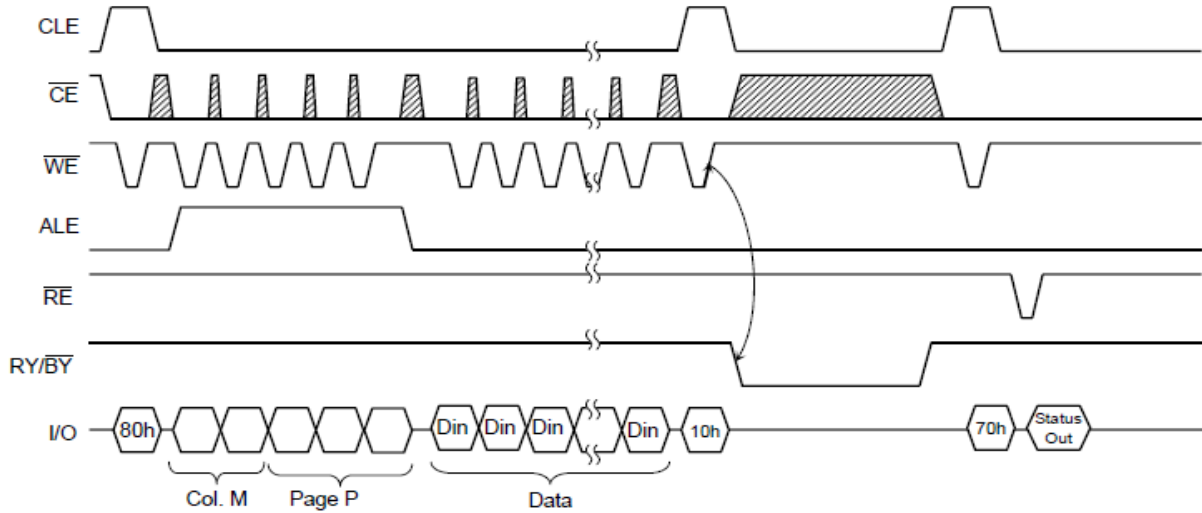 CLE
CE
WE
ALE
RE
RY/BY
I/O 80h Din Din Din Din 10h 70h Status Out
Col. M Page P Data